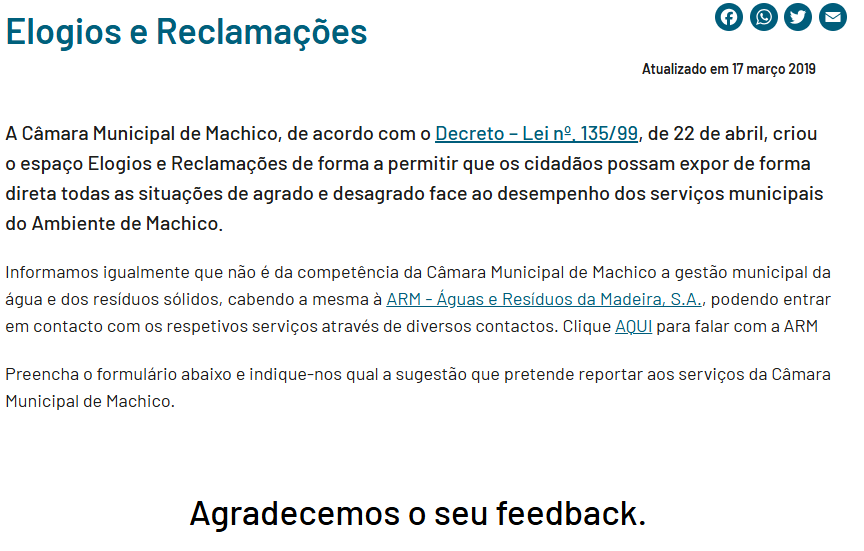 Elogios e Reclamações
Atualizado em 17 março 2019
A Câmara Municipal de Machico, de acordo com o Decreto – Lei nº. 135/99, de 22 de abril, criou
o espaço Elogios e Reclamações de forma a permitir que os cidadãos possam expor de forma
direta todas as situações de agrado e desagrado face ao desempenho dos serviços municipais
do Ambiente de Machico.
Informamos igualmente que não é da competência da Câmara Municipal de Machico a gestão municipal da
água e dos resíduos sólidos, cabendo a mesma à ARM - Águas e Resíduos da Madeira, S.A., podendo entrar
em contacto com os respetivos serviços através de diversos contactos. Clique AQUI para falar com a ARM
Preencha o formulário abaixo e indique-nos qual a sugestão que pretende reportar aos serviços da Câmara
Municipal de Machico.
Agradecemos o seu feedback.